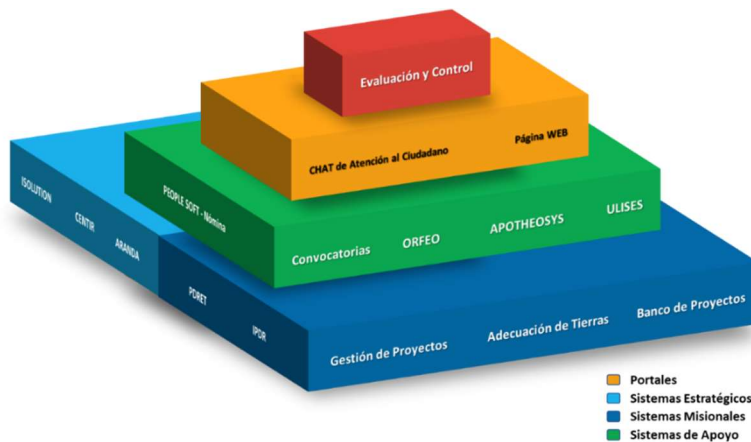 Evaluación y Control
CHAT de Atención al Ciudadano
Página WEB
PEOPLE SOFT - Nómina
Convocatorias
ORFEO
APOTHEOSYS
ULISES
ISOLUTION
CENTIR
ARANDA
PDRET
IPDR
Gestión de Proyectos
Adecuación de Tierras
Banco de Proyectos
Portales
Sistemas Estratégicos
Sistemas Misionales
Sistemas de Apoyo